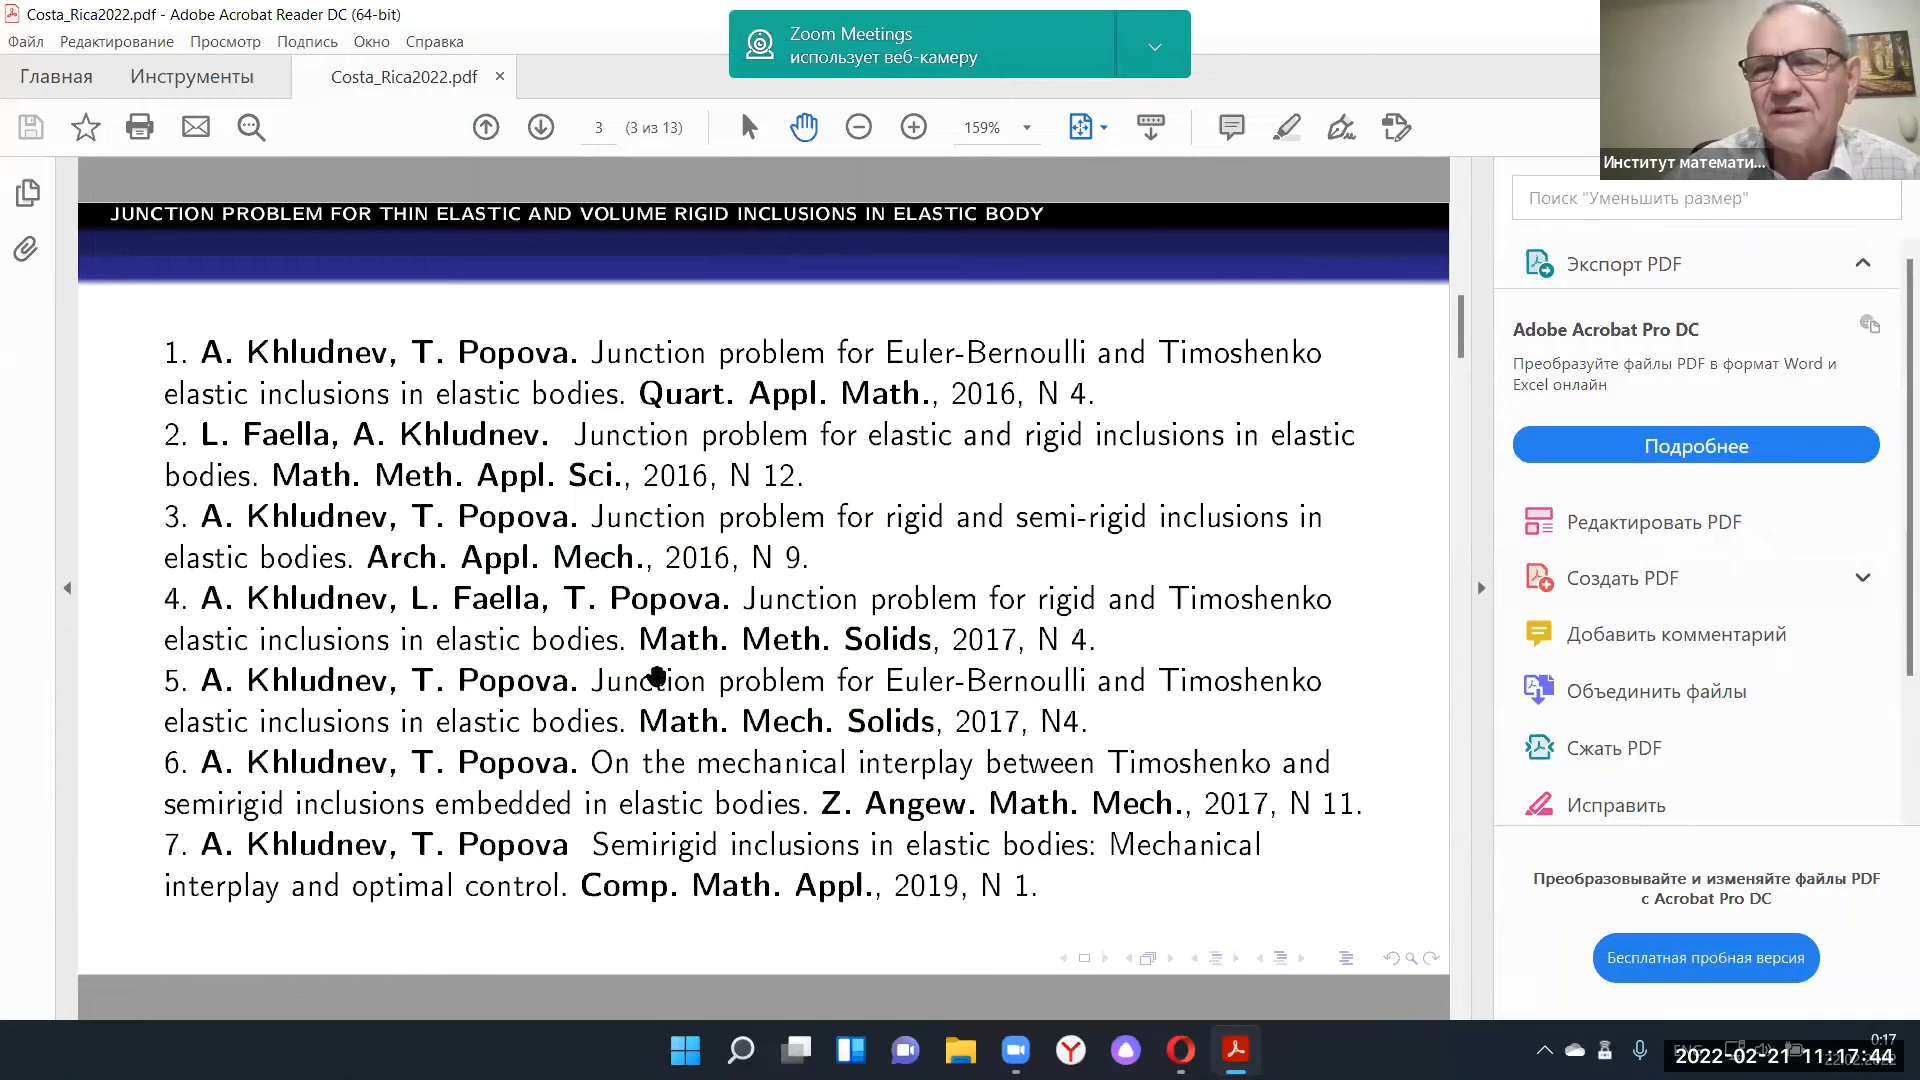 Costa_Rica2022.pdf - Adobe Acrobat Reader DC (64-bit)
Файл Редактирование Просмотр Подпись Окно Справка
Zoom Meetings
использует веб-камеру
Главная Инструменты Costa_Rica2022.pdf ×
3 (3 из 13) 159%
Институт математи...
Поиск "Уменьшить размер"
JUNCTION PROBLEM FOR THIN ELASTIC AND VOLUME RIGID INCLUSIONS IN ELASTIC BODY
1. A. Khludnev, T. Popova. Junction problem for Euler-Bernoulli and Timoshenko
elastic inclusions in elastic bodies. Quart. Appl. Math., 2016, N 4.
2. L. Faella, A. Khludnev. Junction problem for elastic and rigid inclusions in elastic
bodies. Math. Meth. Appl. Sci., 2016, N 12.
3. A. Khludnev, T. Popova. Junction problem for rigid and semi-rigid inclusions in
elastic bodies. Arch. Appl. Mech., 2016, N 9.
4. A. Khludnev, L. Faella, T. Popova. Junction problem for rigid and Timoshenko
elastic inclusions in elastic bodies. Math. Meth. Solids, 2017, N 4.
5. A. Khludnev, T. Popova. Junction problem for Euler-Bernoulli and Timoshenko
elastic inclusions in elastic bodies. Math. Mech. Solids, 2017, N4.
6. A. Khludnev, T. Popova. On the mechanical interplay between Timoshenko and
semirigid inclusions embedded in elastic bodies. Z. Angew. Math. Mech., 2017, N 11.
7. A. Khludnev, T. Popova Semirigid inclusions in elastic bodies: Mechanical
interplay and optimal control. Comp. Math. Appl., 2019, N 1.
Экспорт PDF
Adobe Acrobat Pro DC
Преобразуйте файлы PDF в формат Word и
Excel онлайн
Подробнее
Редактировать PDF
Создать PDF
Добавить комментарий
Объединить файлы
Сжать PDF
Исправить
Преобразовывайте и изменяйте файлы PDF
с Acrobat Pro DC
Бесплатная пробная версия
0:17
2022-02-21 11:17:44